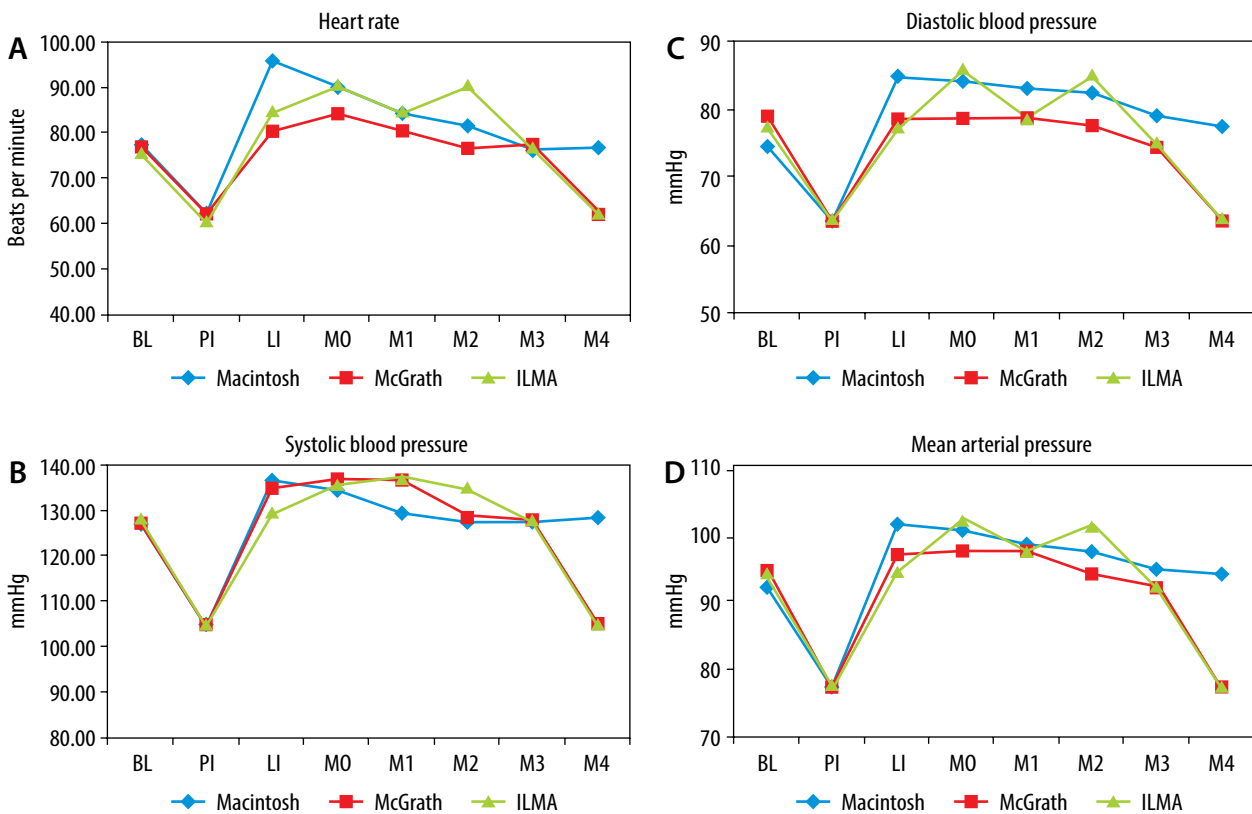 A
Heart rate
100.00
90.00
80.00
70.00
60.00
50.00
40.00
Beats per minute
BL PI LI M0 M1 M2 M3 M4
Macintosh McGrath ILMA
C
Diastolic blood pressure
90
80
70
60
50
mmHg
BL PI LI M0 M1 M2 M3 M4
Macintosh McGrath ILMA
B
Systolic blood pressure
140.00
130.00
120.00
110.00
100.00
90.00
80.00
mmHg
BL PI LI M0 M1 M2 M3 M4
Macintosh McGrath ILMA
D
Mean arterial pressure
110
100
90
80
70
mmHg
BL PI LI M0 M1 M2 M3 M4
Macintosh McGrath ILMA